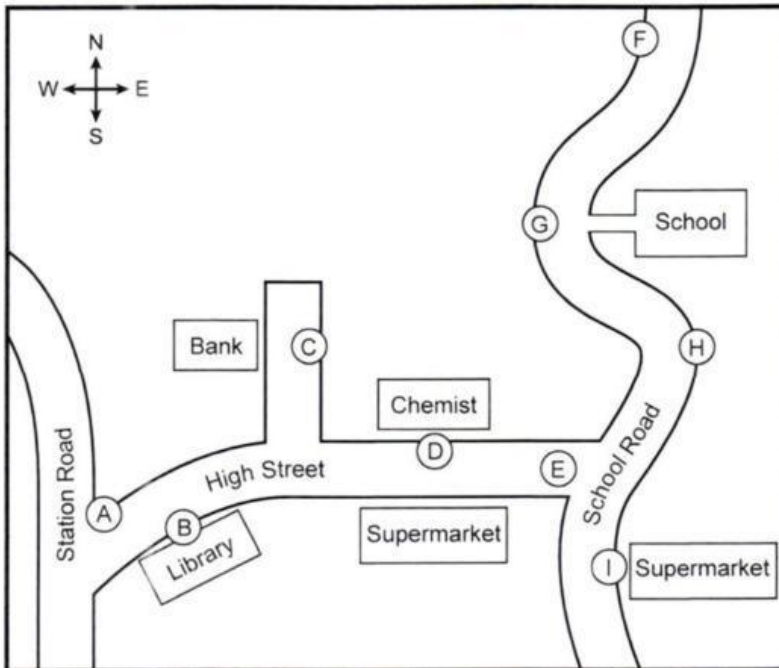 F
N
W E
S
G
School
Bank
C
H
Chemist
D
High Street
E
School Road
Station Road
A
B
Library
Supermarket
I
Supermarket